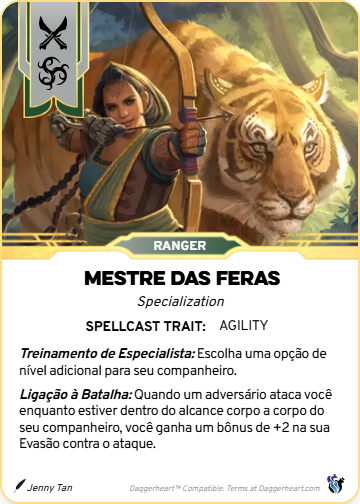 RANGER
MESTRE DAS FERAS
Specialization
SPELLCAST TRAIT: AGILITY
Treinamento de Especialista: Escolha uma opção de
nível adicional para seu companheiro.
Ligação à Batalha: Quando um adversário ataca você
enquanto estiver dentro do alcance corpo a corpo do
seu companheiro, você ganha um bônus de +2 na sua
Evasão contra o ataque.
Jenny Tan
Daggerheart™ Compatible. Terms at Daggerheart.com